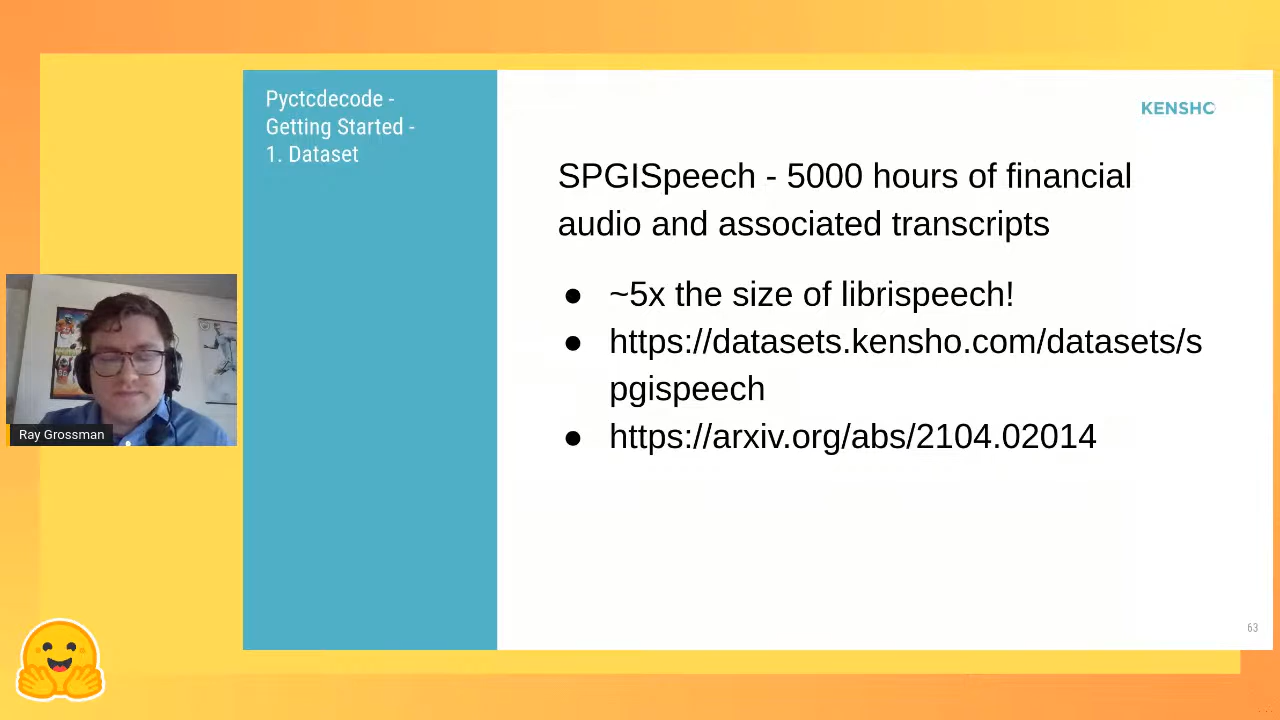 Pyctcdecode -
Getting Started -
1. Dataset
KENSHO
SPGISpeech - 5000 hours of financial
audio and associated transcripts
● ~5x the size of librispeech!
● https://datasets.kensho.com/datasets/s
pgispeech
● https://arxiv.org/abs/2104.02014
Ray Grossman
63